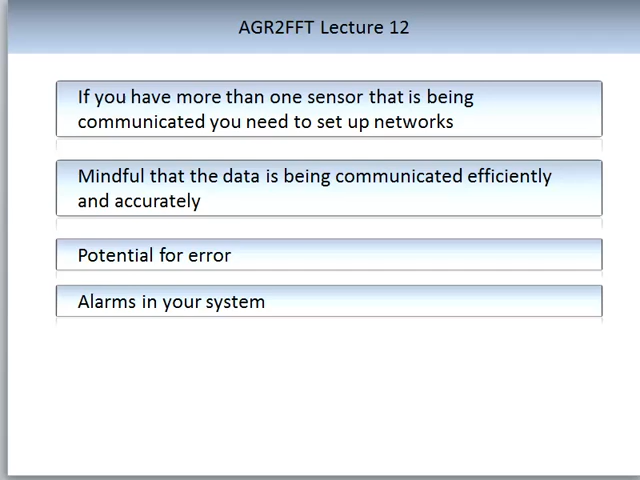 AGR2FFT Lecture 12
If you have more than one sensor that is being
communicated you need to set up networks
Mindful that the data is being communicated efficiently
and accurately
Potential for error
Alarms in your system